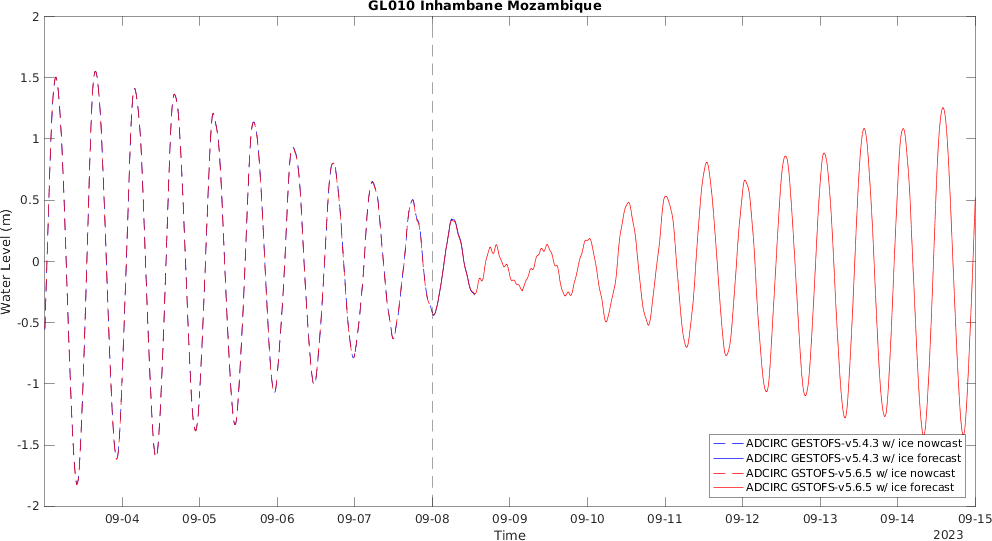 GL010 Inhambane Mozambique
2
1.5
1
0.5
0
-0.5
-1
-1.5
-2
Water Level (m)
ADCIRC GESTOFS-v5.4.3 w/ ice nowcast
ADCIRC GESTOFS-v5.4.3 w/ ice forecast
ADCIRC GSTOFS-v5.6.5 w/ ice nowcast
ADCIRC GSTOFS-v5.6.5 w/ ice forecast
09-04 09-05 09-06 09-07 09-08 09-09 09-10 09-11 09-12 09-13 09-14 09-15
Time
2023